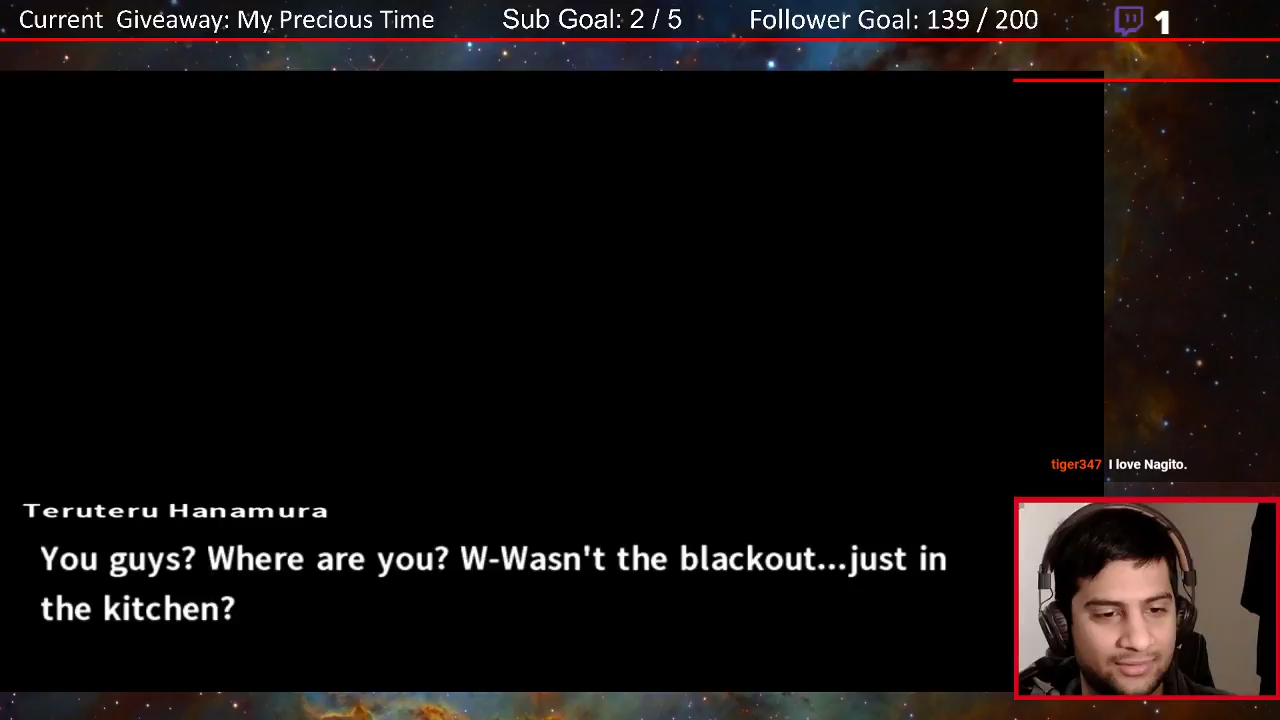 Current Giveaway: My Precious Time
Sub Goal: 2 / 5
Follower Goal: 139 / 200
1
tiger347 I love Nagito.
Teruteru Hanamura
You guys? Where are you? W-Wasn't the blackout...just in
the kitchen?